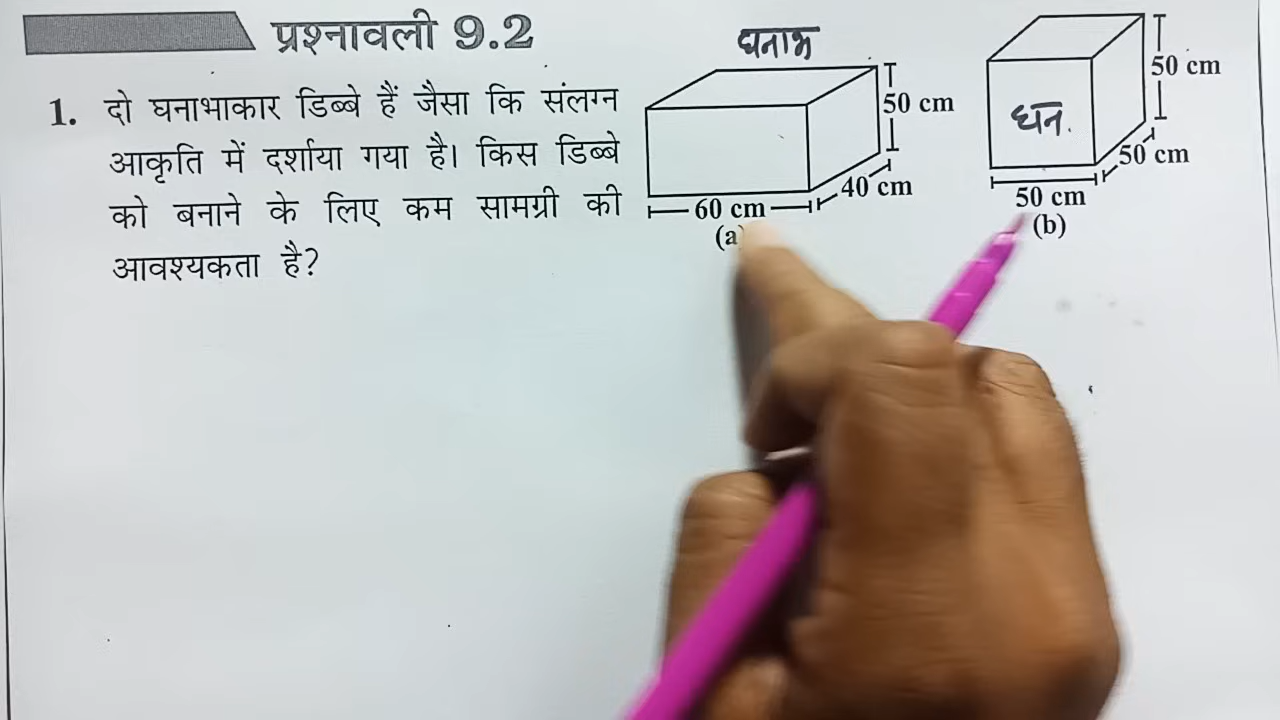 प्रश्नावली 9.2
1. दो घनाभाकार डिब्बे हैं जैसा कि संलग्न
आकृति में दर्शाया गया है। किस डिब्बे
को बनाने के लिए कम सामग्री की
आवश्यकता है?
घनाभ
50 cm
40 cm
60 cm
(a)
घन
50 cm
50 cm
50 cm
(b)